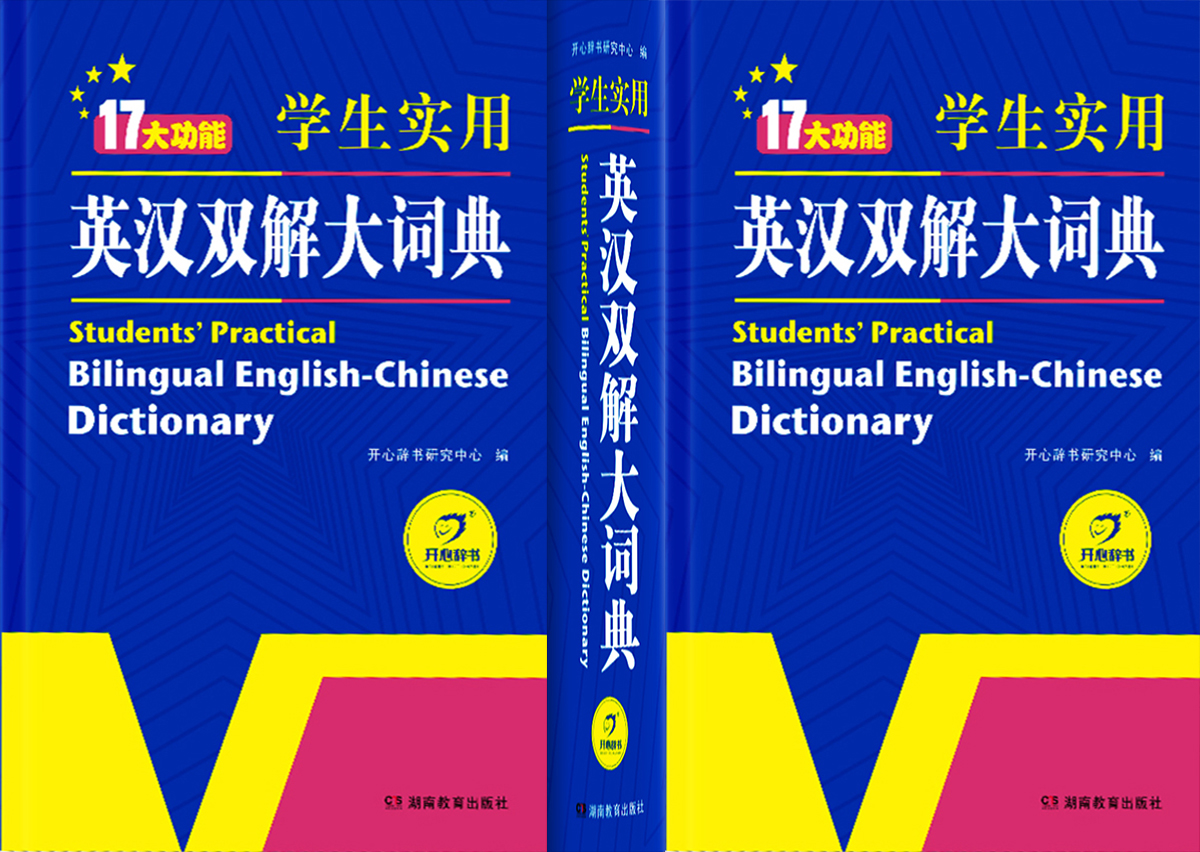 17大功能
学生实用
英汉双解大词典
Students' Practical
Bilingual English-Chinese
Dictionary
开心辞书研究中心 编
开心辞书
CS 湖南教育出版社
开心辞书研究中心 编
学生实用
英汉双解大词典
Students' Practical Bilingual English-Chinese Dictionary
开心辞书
CS 湖南教育出版社
17大功能
学生实用
英汉双解大词典
Students' Practical
Bilingual English-Chinese
Dictionary
开心辞书研究中心 编
开心辞书
CS 湖南教育出版社